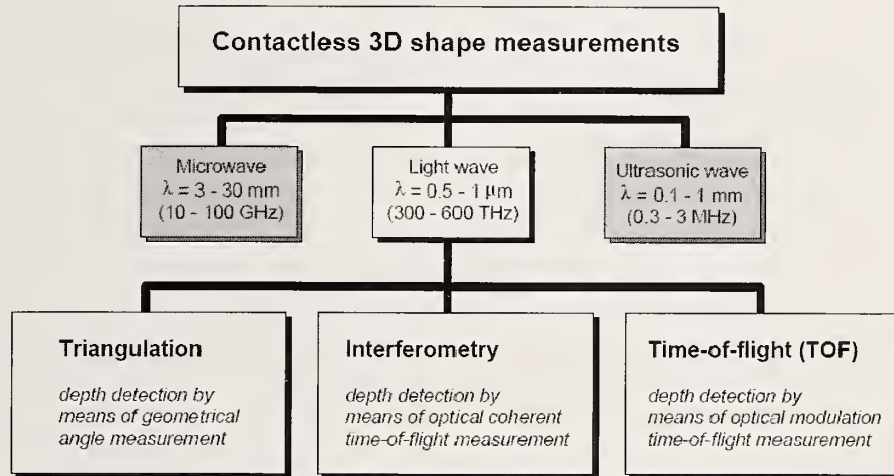 Contactless 3D shape measurements
Microwave
λ = 3 - 30 mm
(10 - 100 GHz)
Light wave
λ = 0.5 - 1 µm
(300 - 600 THz)
Ultrasonic wave
λ = 0.1 - 1 mm
(0.3 - 3 MHz)
Triangulation
depth detection by
means of geometrical
angle measurement
Interferometry
depth detection by
means of optical coherent
time-of-flight measurement
Time-of-flight (TOF)
depth detection by
means of optical modulation
time-of-flight measurement